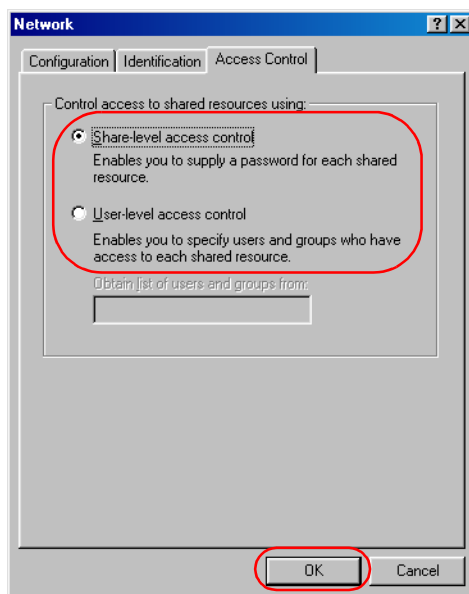 Network
Configuration Identification Access Control
Control access to shared resources using:
Share-level access control
Enables you to supply a password for each shared
resource.
User-level access control
Enables you to specify users and groups who have
access to each shared resource.
Obtain list of users and groups from:
OK Cancel